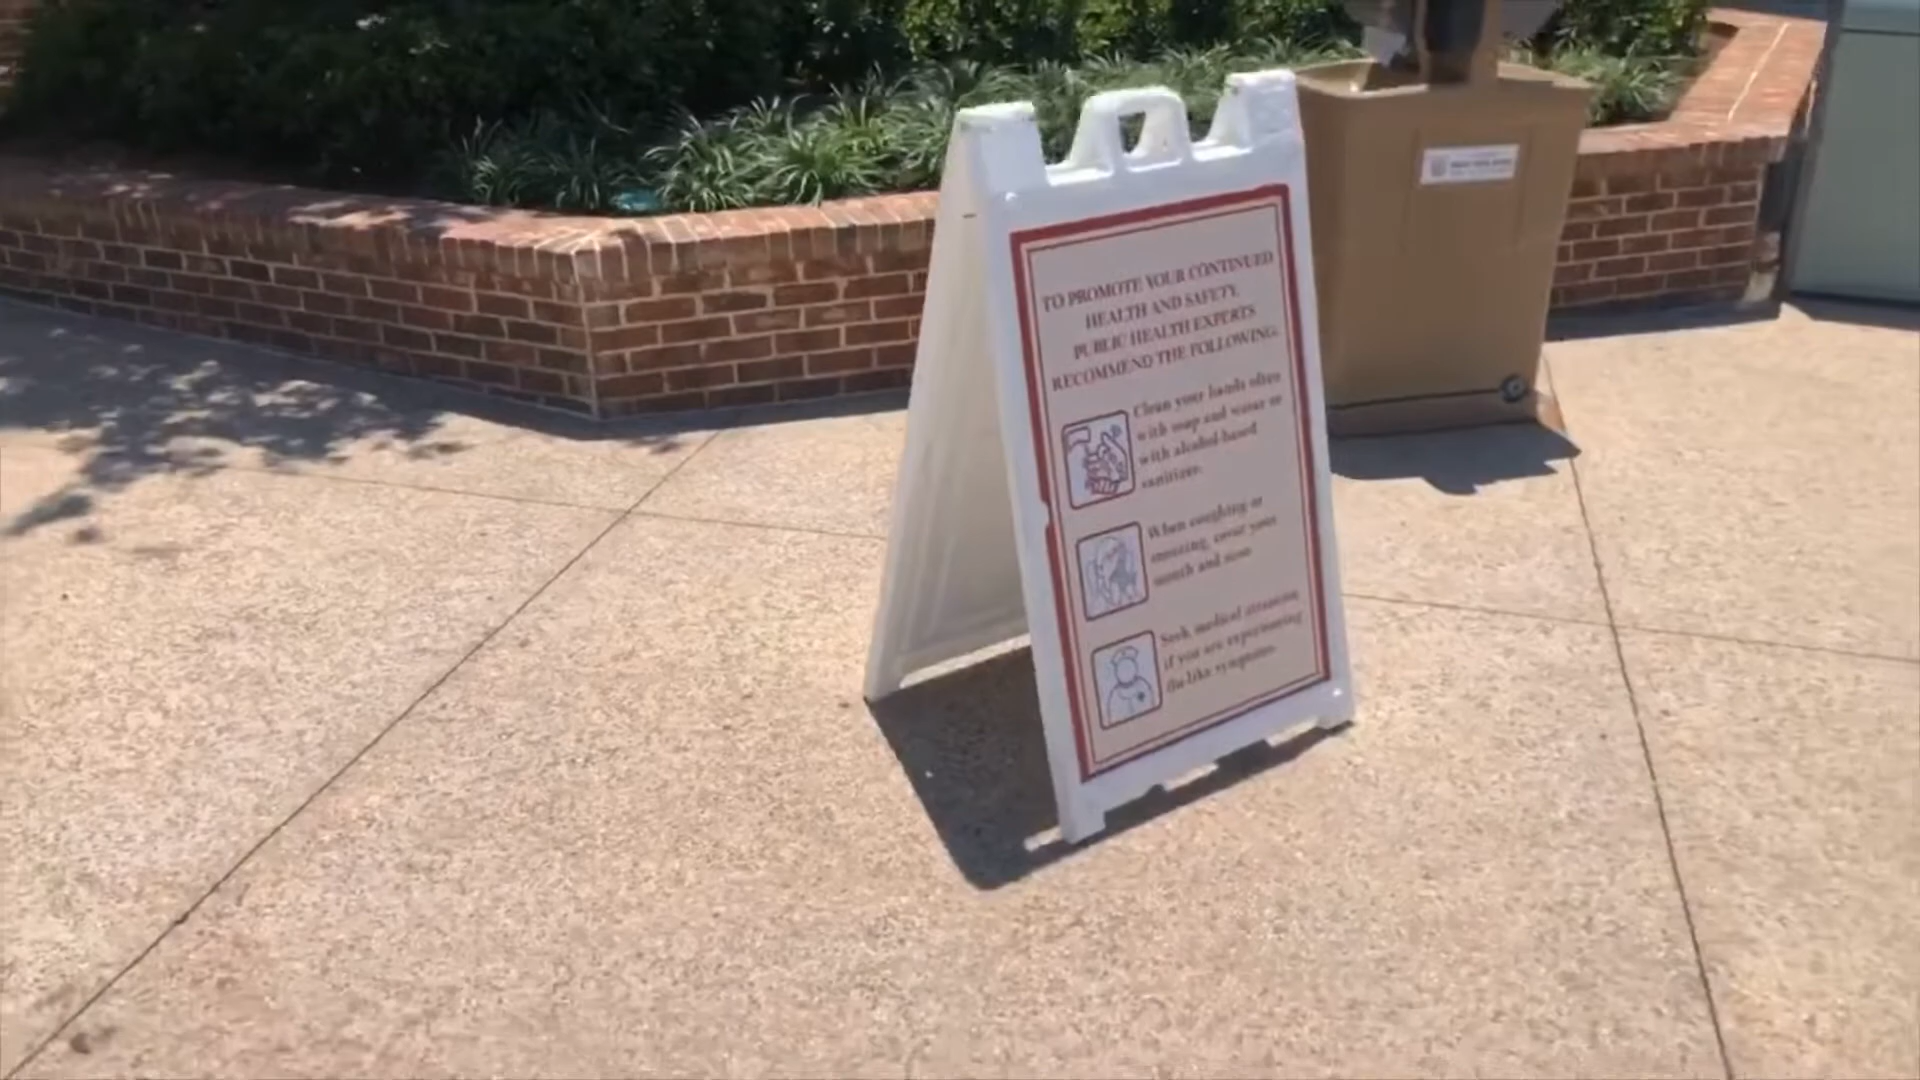 TO PROMOTE YOUR CONTINUED
HEALTH AND SAFETY,
PUBLIC HEALTH EXPERTS
RECOMMEND THE FOLLOWING:
Clean your hands often
with soap and water or
with alcohol-based
sanitizer.
When coughing or
sneezing, cover your
mouth and nose
Seek medical attention
if you are experiencing
flu-like symptoms.